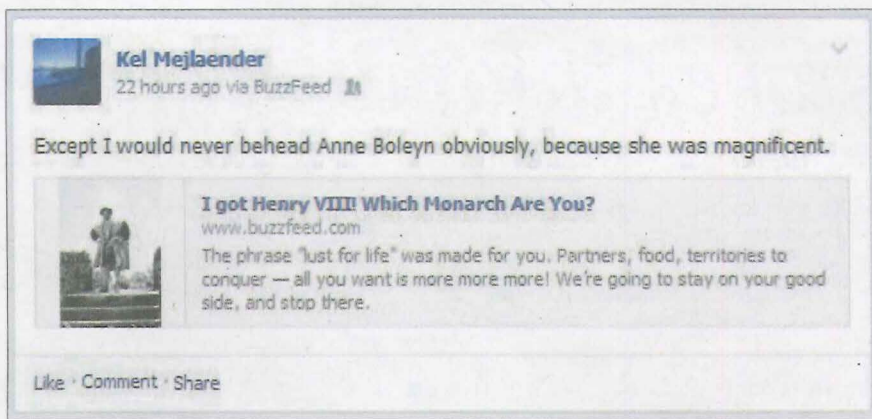 Kel Mejlaender
22 hours ago via BuzzFeed
Except I would never behead Anne Boleyn obviously, because she was magnificent.
I got Henry VIII! Which Monarch Are You?
www.buzzfeed.com
The phrase "lust for life" was made for you. Partners, food, territories to
conquer — all you want is more more more! We're going to stay on your good
side, and stop there.
Like · Comment · Share